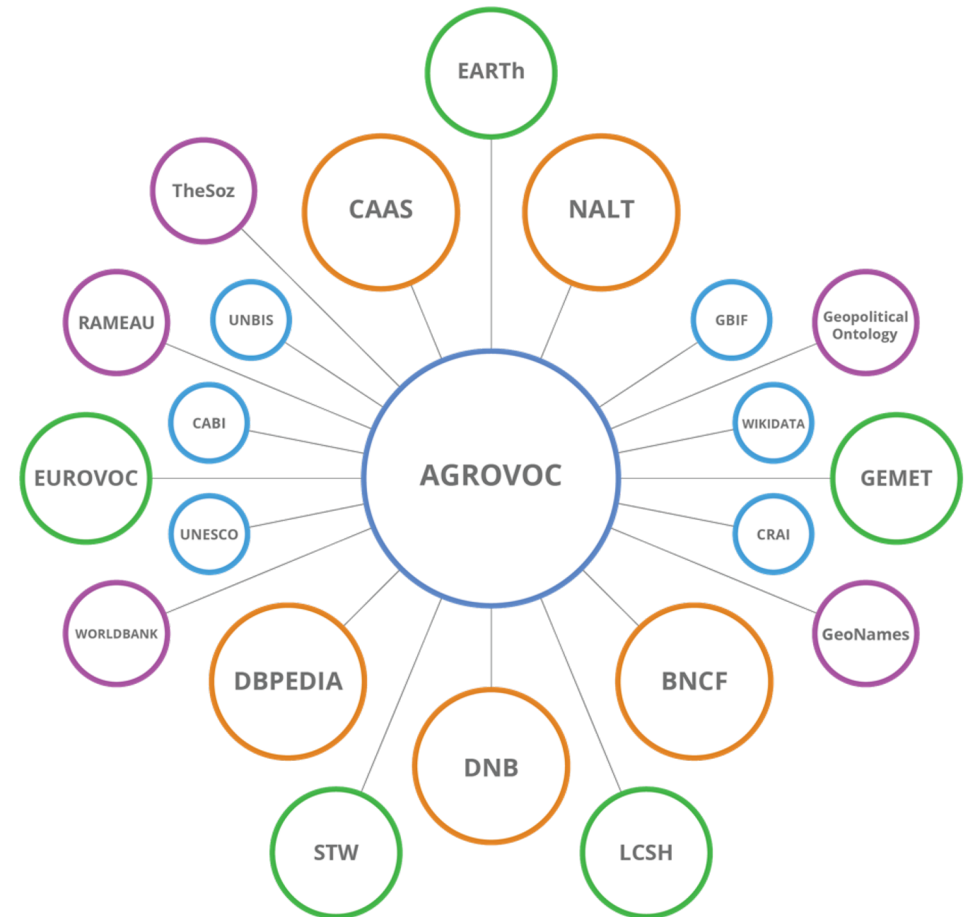 EARTh
TheSoz
CAAS
NALT
RAMEAU
UNBIS
GBIF
Geopolitical
Ontology
CABI
WIKIDATA
EUROVOC
AGROVOC
GEMET
UNESCO
CRAI
WORLDBANK
GeoNames
DBPEDIA
BNCF
DNB
STW
LCSH